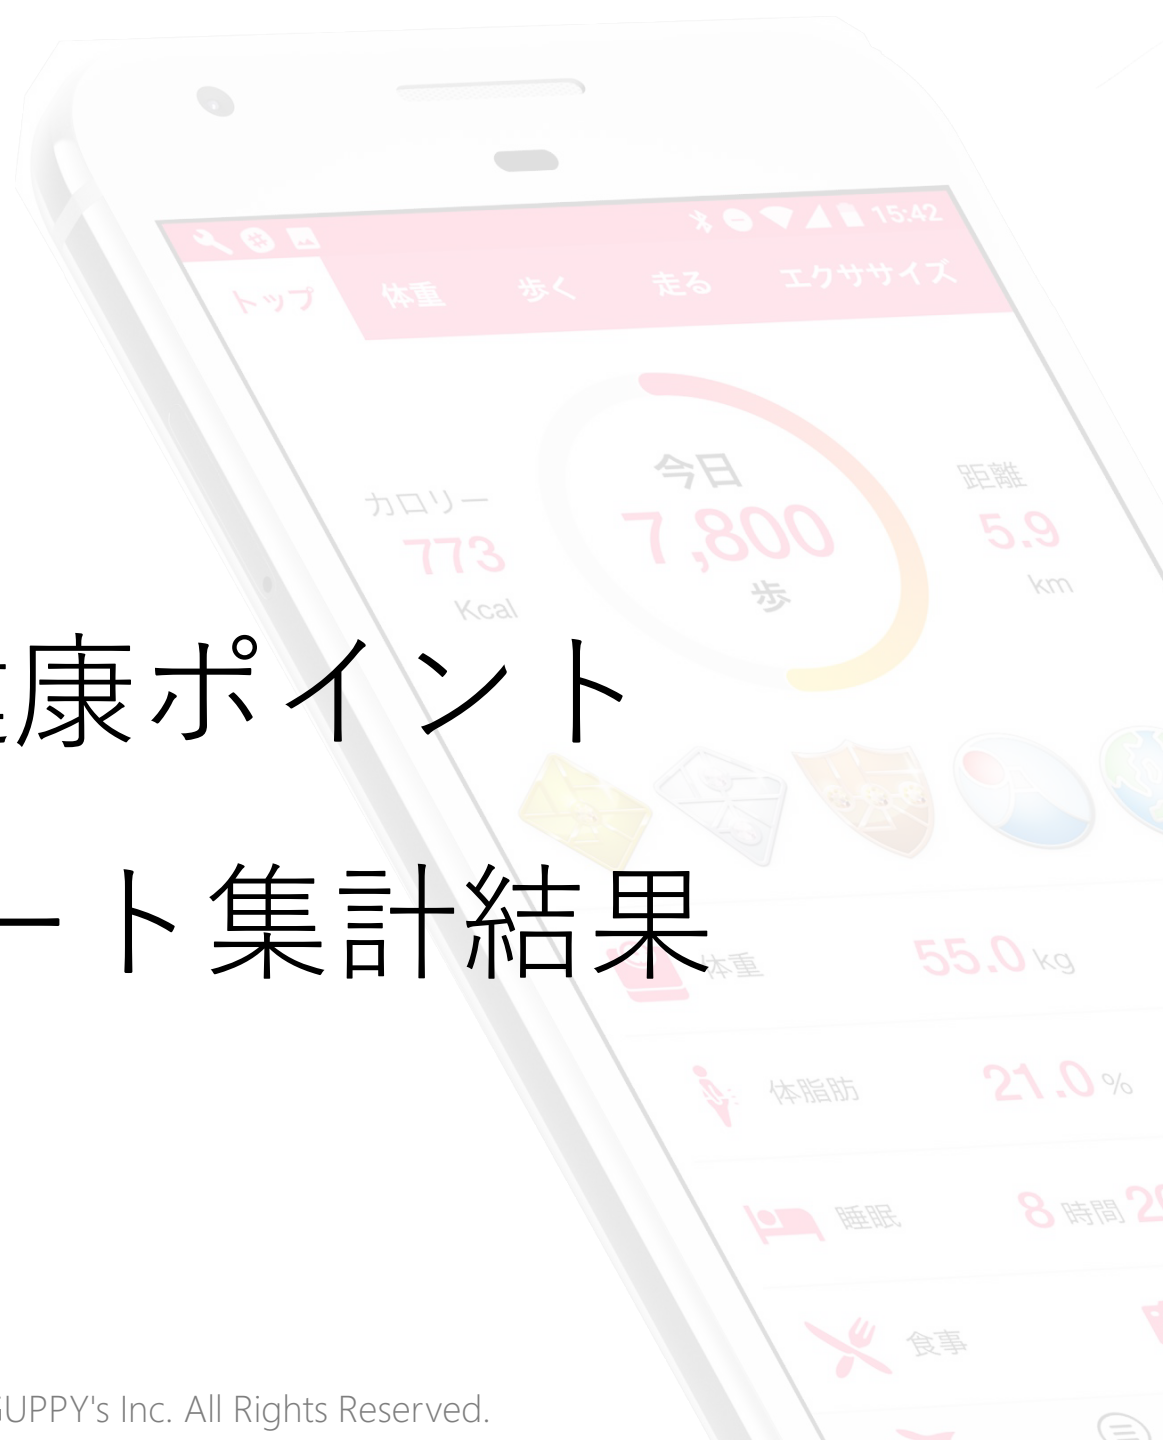 15:42
トップ 体重 歩く 走る エクササイズ
今日
カロリー 7,800 距離
773 歩 5.9
Kcal km
康ポイント
ート集計結果
体重 55.0 kg
体脂肪 21.0 %
睡眠 8 時間 2
食事
GUPPY's Inc. All Rights Reserved.